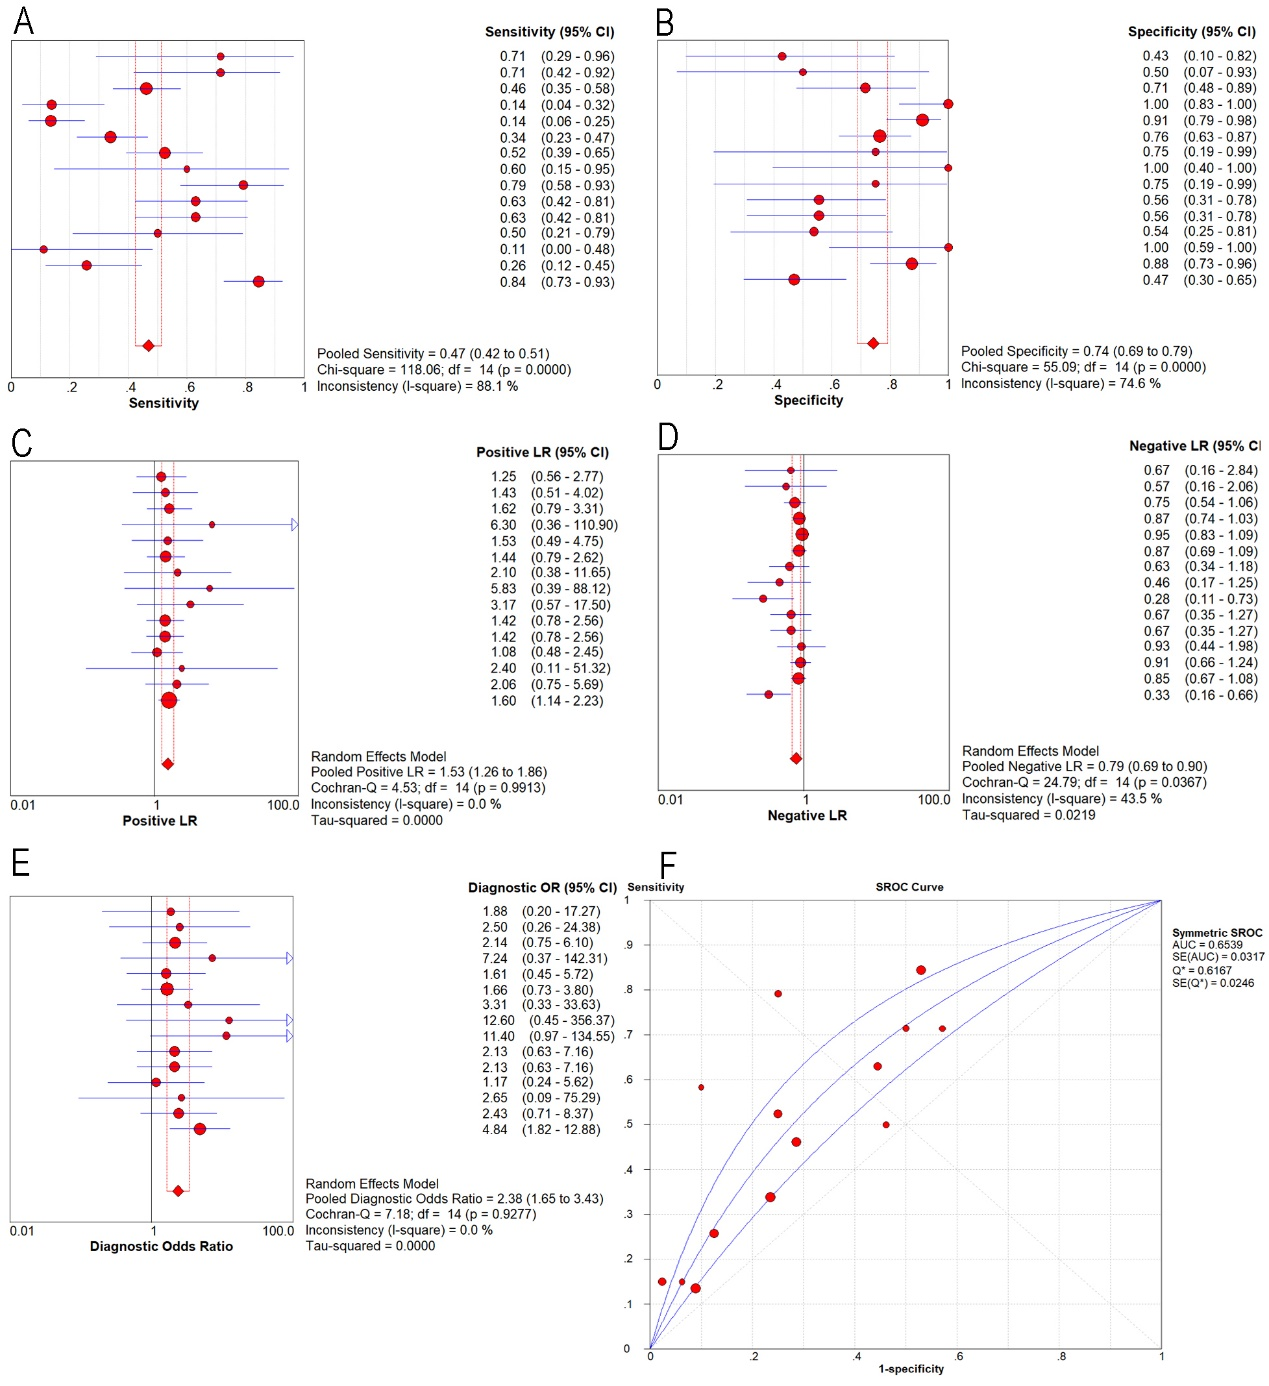 A
Sensitivity (95% CI)
0.71 (0.29 - 0.96)
0.71 (0.42 - 0.92)
0.46 (0.35 - 0.58)
0.14 (0.04 - 0.32)
0.14 (0.06 - 0.25)
0.34 (0.23 - 0.47)
0.52 (0.39 - 0.65)
0.60 (0.15 - 0.95)
0.79 (0.58 - 0.93)
0.63 (0.42 - 0.81)
0.63 (0.42 - 0.81)
0.50 (0.21 - 0.79)
0.11 (0.00 - 0.48)
0.26 (0.12 - 0.45)
0.84 (0.73 - 0.93)
Pooled Sensitivity = 0.47 (0.42 to 0.51)
Chi-square = 118.06; df = 14 (p = 0.0000)
Inconsistency (I-square) = 88.1 %
0 .2 .4 .6 .8 1
Sensitivity
B
Specificity (95% CI)
0.43 (0.10 - 0.82)
0.50 (0.07 - 0.93)
0.71 (0.48 - 0.89)
1.00 (0.83 - 1.00)
0.91 (0.79 - 0.98)
0.76 (0.63 - 0.87)
0.75 (0.19 - 0.99)
1.00 (0.40 - 1.00)
0.75 (0.19 - 0.99)
0.56 (0.31 - 0.78)
0.56 (0.31 - 0.78)
0.54 (0.25 - 0.81)
1.00 (0.59 - 1.00)
0.88 (0.73 - 0.96)
0.47 (0.30 - 0.65)
Pooled Specificity = 0.74 (0.69 to 0.79)
Chi-square = 55.09; df = 14 (p = 0.0000)
Inconsistency (I-square) = 74.6 %
0 .2 .4 .6 .8 1
Specificity
C
Positive LR (95% CI)
1.25 (0.56 - 2.77)
1.43 (0.51 - 4.02)
1.62 (0.79 - 3.31)
6.30 (0.36 - 110.90)
1.53 (0.49 - 4.75)
1.44 (0.79 - 2.62)
2.10 (0.38 - 11.65)
5.83 (0.39 - 88.12)
3.17 (0.57 - 17.50)
1.42 (0.78 - 2.56)
1.42 (0.78 - 2.56)
1.08 (0.48 - 2.45)
2.40 (0.11 - 51.32)
2.06 (0.75 - 5.69)
1.60 (1.14 - 2.23)
Random Effects Model
Pooled Positive LR = 1.53 (1.26 to 1.86)
Cochran-Q = 4.53; df = 14 (p = 0.9913)
Inconsistency (I-square) = 0.0 %
Tau-squared = 0.0000
0.01 1 100.0
Positive LR
D
Negative LR (95% CI
0.67 (0.16 - 2.84)
0.57 (0.16 - 2.06)
0.75 (0.54 - 1.06)
0.87 (0.74 - 1.03)
0.95 (0.83 - 1.09)
0.87 (0.69 - 1.09)
0.63 (0.34 - 1.18)
0.46 (0.17 - 1.25)
0.28 (0.11 - 0.73)
0.67 (0.35 - 1.27)
0.67 (0.35 - 1.27)
0.93 (0.44 - 1.98)
0.91 (0.66 - 1.24)
0.85 (0.67 - 1.08)
0.33 (0.16 - 0.66)
Random Effects Model
Pooled Negative LR = 0.79 (0.69 to 0.90)
Cochran-Q = 24.79; df = 14 (p = 0.0367)
Inconsistency (I-square) = 43.5 %
Tau-squared = 0.0219
0.01 1 100.0
Negative LR
E
Diagnostic OR (95% CI)
1.88 (0.20 - 17.27)
2.50 (0.26 - 24.38)
2.14 (0.75 - 6.10)
7.24 (0.37 - 142.31)
1.61 (0.45 - 5.72)
1.66 (0.73 - 3.80)
3.31 (0.33 - 33.63)
12.60 (0.45 - 356.37)
11.40 (0.97 - 134.55)
2.13 (0.63 - 7.16)
2.13 (0.63 - 7.16)
1.17 (0.24 - 5.62)
2.65 (0.09 - 75.29)
2.43 (0.71 - 8.37)
4.84 (1.82 - 12.88)
Random Effects Model
Pooled Diagnostic Odds Ratio = 2.38 (1.65 to 3.43)
Cochran-Q = 7.18; df = 14 (p = 0.9277)
Inconsistency (I-square) = 0.0 %
Tau-squared = 0.0000
0.01 1 100.0
Diagnostic Odds Ratio
F
Sensitivity
SROC Curve
1
.9
.8
.7
.6
.5
.4
.3
.2
.1
0
0 .2 .4 .6 .8 1
1-specificity
Symmetric SROC
AUC = 0.6539
SE(AUC) = 0.0317
Q* = 0.6167
SE(Q*) = 0.0246